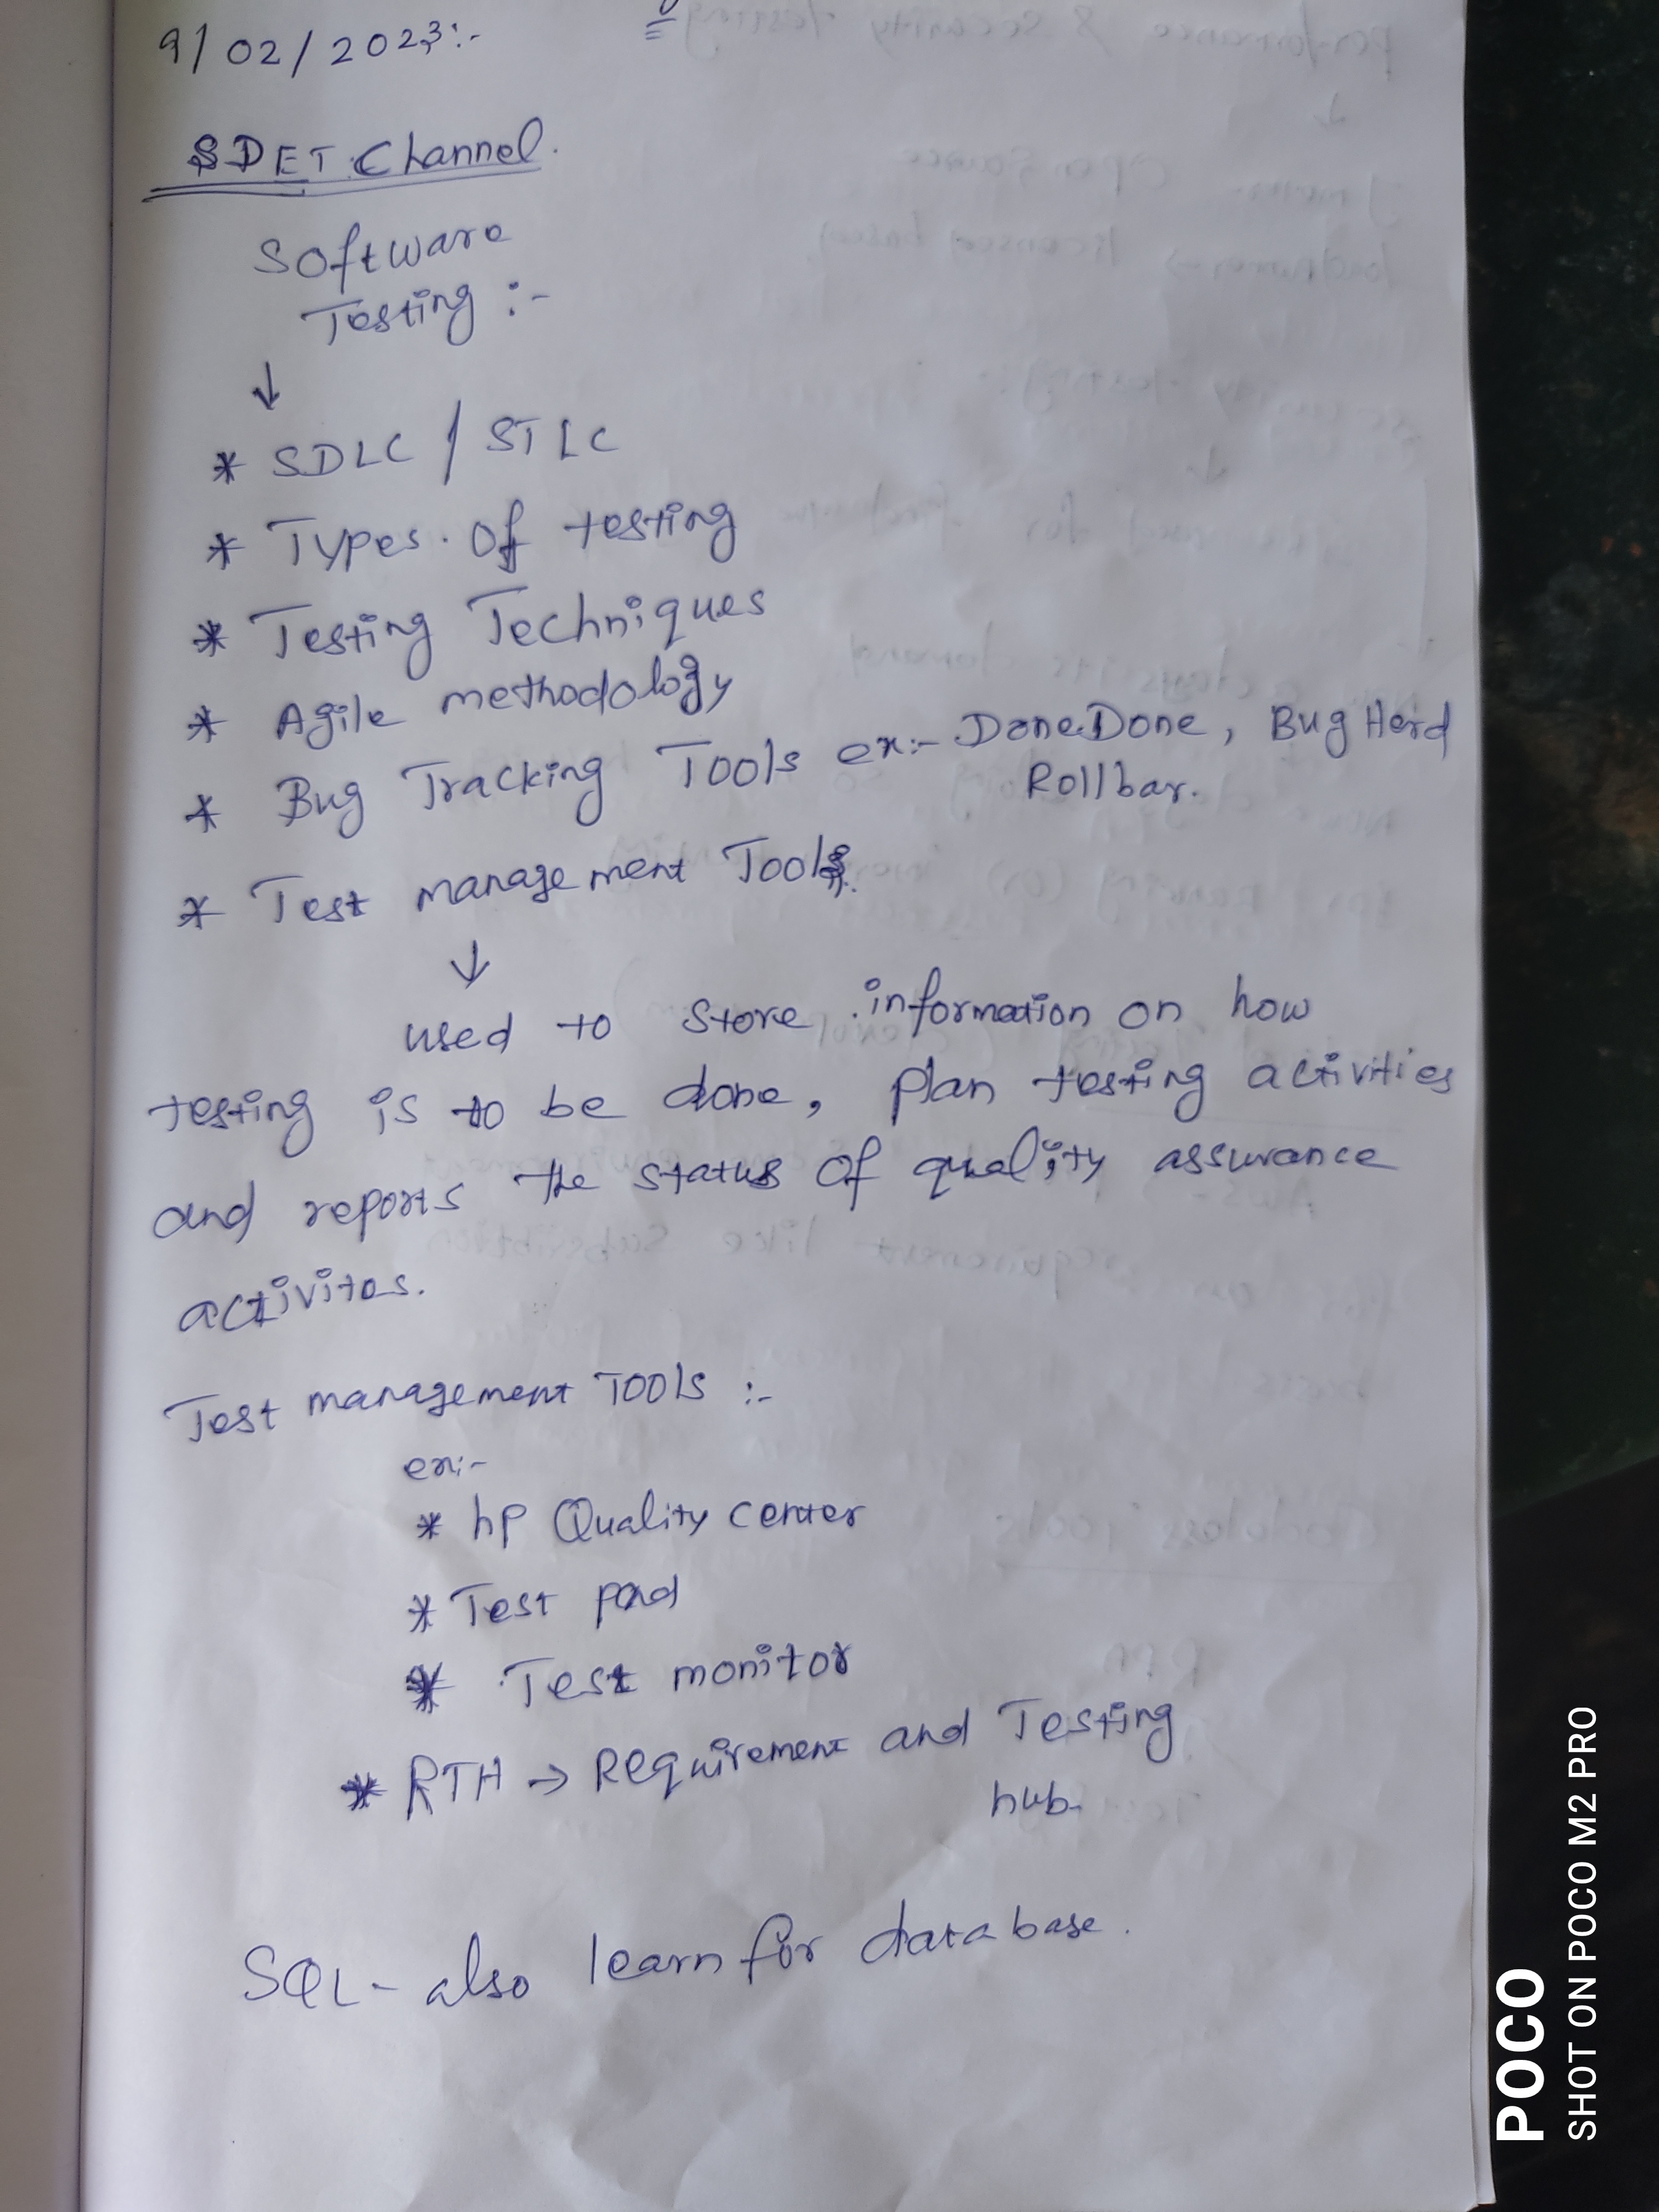 9/02/2023:-
SDET Channel.
Software
Testing :-
↓
* SDLC / STLC
* Types. Of testing
* Testing Techniques
* Agile methodology
* Bug Tracking Tools ex:- DoneDone, Bug Herd
Rollbar.
* Test management Tools.
↓
used to store information on how
testing is to be done, plan testing activities
and reports the status of quality assurance
activites.
Test management Tools :-
ex:-
* hp Quality center
* Test pad
* Test monitor
* RTH → Requirement and Testing
hub.
SQL - also learn for database.
POCO
SHOT ON POCO M2 PRO